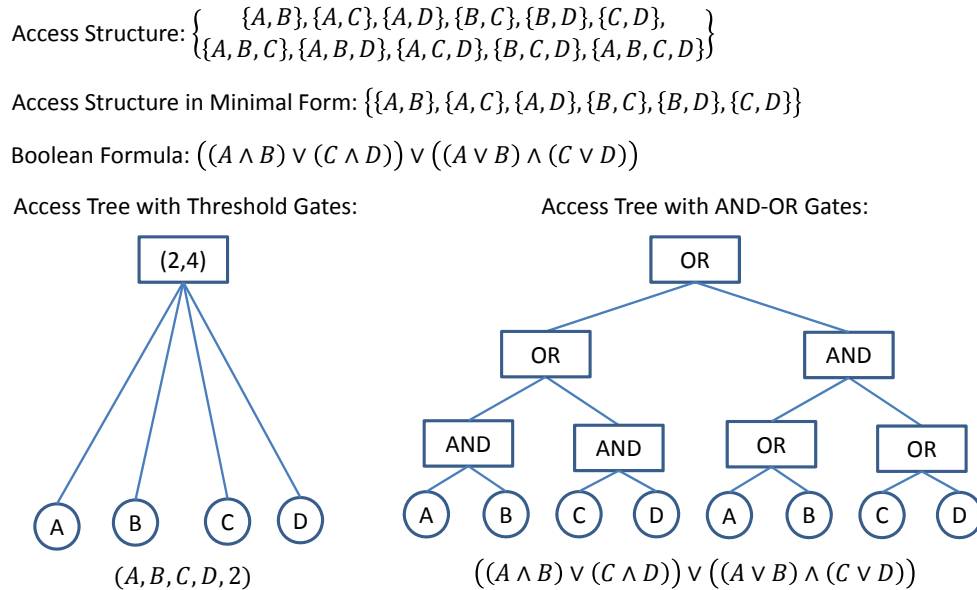 Access Structure: { {A, B}, {A, C}, {A, D}, {B, C}, {B, D}, {C, D},
{A, B, C}, {A, B, D}, {A, C, D}, {B, C, D}, {A, B, C, D} }
Access Structure in Minimal Form: {{A, B}, {A, C}, {A, D}, {B, C}, {B, D}, {C, D}}
Boolean Formula: ((A ∧ B) ∨ (C ∧ D)) ∨ ((A ∨ B) ∧ (C ∨ D))
Access Tree with Threshold Gates:
(2,4)
A B C D
(A, B, C, D, 2)
Access Tree with AND-OR Gates:
OR
OR AND
AND AND OR OR
A B C D A B C D
((A ∧ B) ∨ (C ∧ D)) ∨ ((A ∨ B) ∧ (C ∨ D))